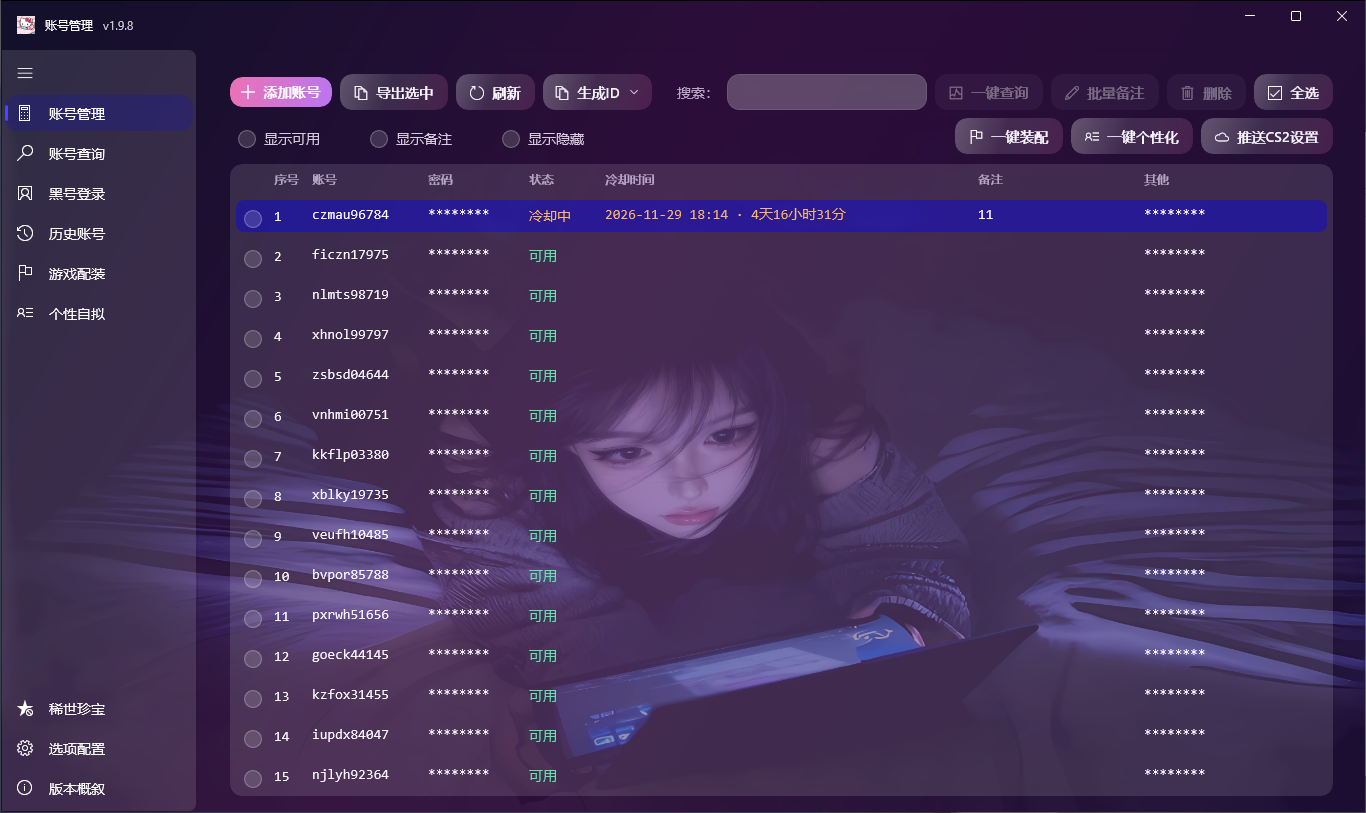 账号管理 v1.9.8
账号管理
账号查询
黑号登录
历史账号
游戏配装
个性自拟
稀世珍宝
选项配置
版本概叙
添加账号 导出选中 刷新 生成ID 搜索: 一键查询 批量备注 删除 全选
显示可用 显示备注 显示隐藏 一键装配 一键个性化 推送CS2设置
序号 账号 密码 状态 冷却时间 备注 其他
1 czmau96784 ******** 冷却中 2026-11-29 18:14 · 4天16小时31分 11 ********
2 ficzn17975 ******** 可用 ********
3 nlmts98719 ******** 可用 ********
4 xhnol99797 ******** 可用 ********
5 zsbsd04644 ******** 可用 ********
6 vnhmi00751 ******** 可用 ********
7 kkflp03380 ******** 可用 ********
8 xblky19735 ******** 可用 ********
9 veufh10485 ******** 可用 ********
10 bvpor85788 ******** 可用 ********
11 pxrwh51656 ******** 可用 ********
12 goeck44145 ******** 可用 ********
13 kzfox31455 ******** 可用 ********
14 iupdx84047 ******** 可用 ********
15 njlyh92364 ******** 可用 ********